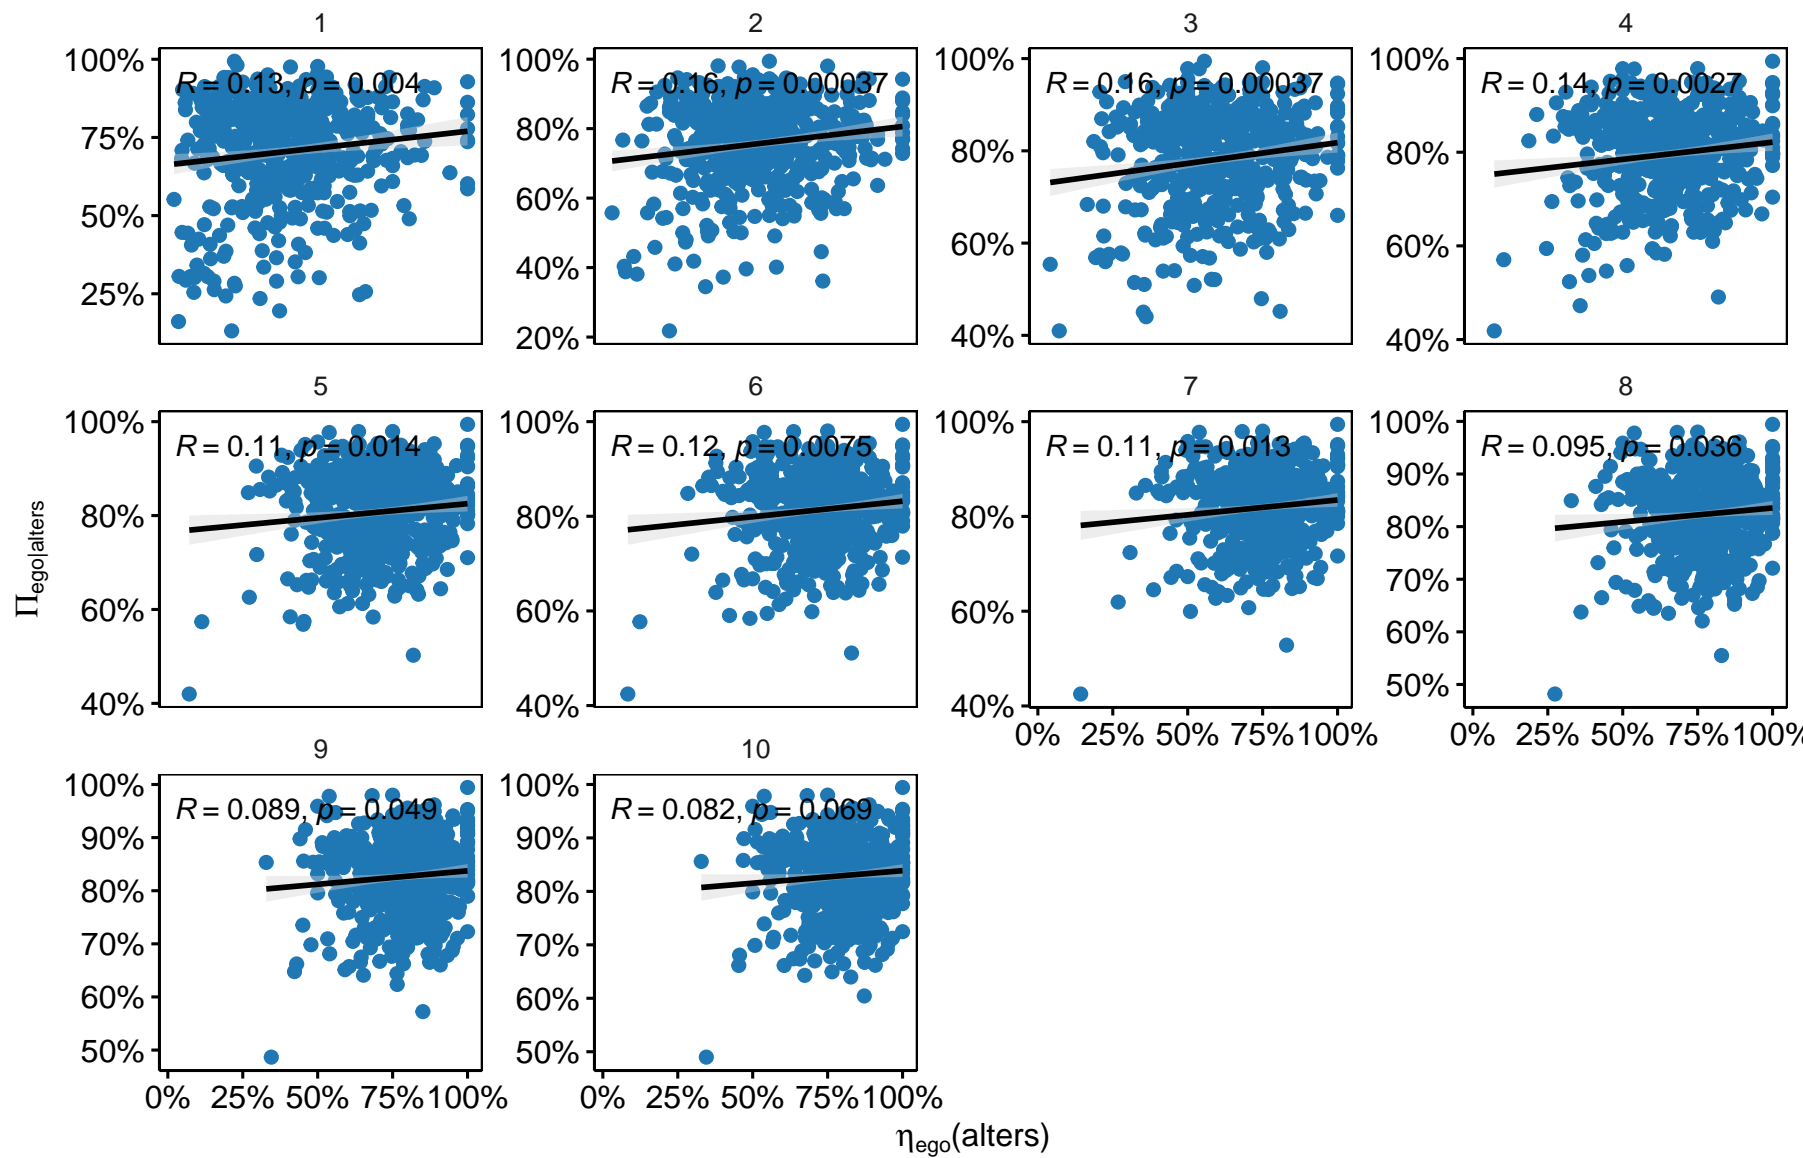 1 2 3 4
100% 100% 100% 100%
R = 0.13, p = 0.004 R = 0.16, p = 0.00037 R = 0.16, p = 0.00037 R = 0.14, p = 0.0027
75% 80% 80% 80%
50% 60% 60% 60%
25% 40% 40% 40%
20%
5 6 7 8
100% 100% 100% 100%
R = 0.11, p = 0.014 R = 0.12, p = 0.0075 R = 0.11, p = 0.013 R = 0.095, p = 0.036
90%
80% 80% 80% 80%
70%
60% 60% 60% 60%
50%
40% 40% 40%
0% 25% 50% 75% 100% 0% 25% 50% 75% 100%
Πego|alters
9 10
100% 100%
R = 0.089, p = 0.049 R = 0.082, p = 0.069
90% 90%
80% 80%
70% 70%
60% 60%
50% 50%
0% 25% 50% 75% 100% 0% 25% 50% 75% 100%
ηego(alters)